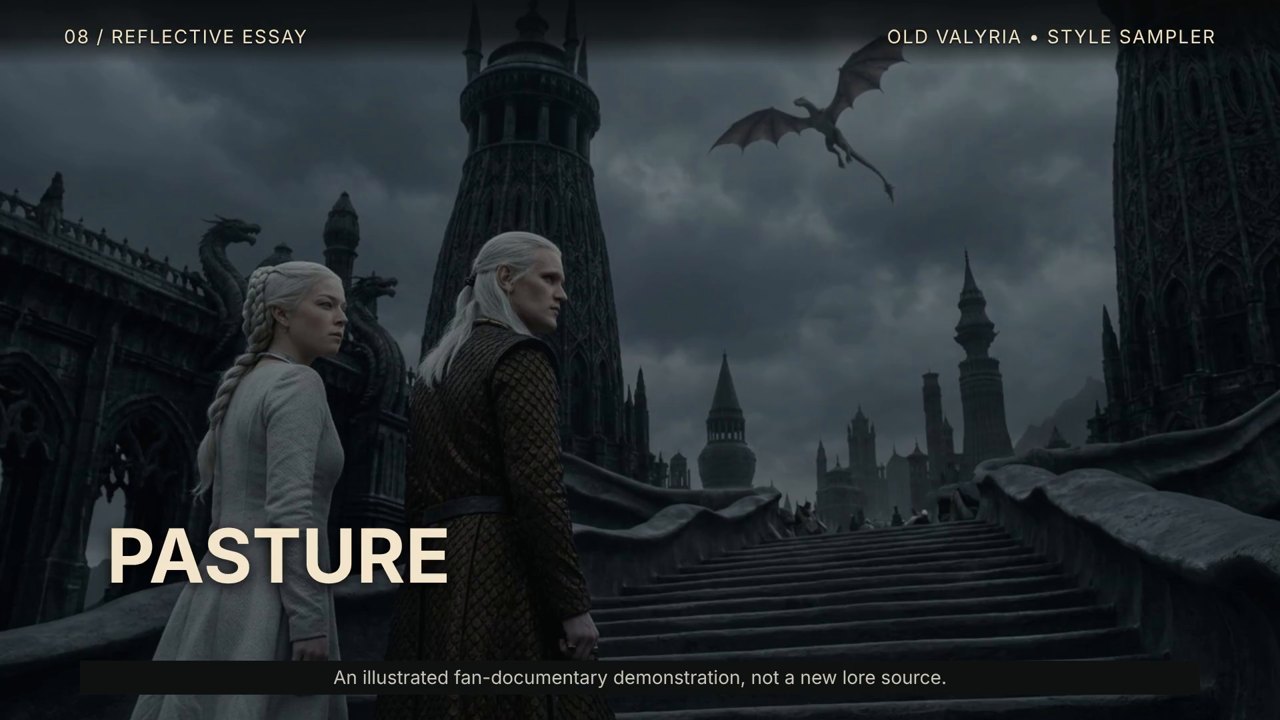 08 / REFLECTIVE ESSAY
OLD VALYRIA • STYLE SAMPLER
PASTURE
An illustrated fan-documentary demonstration, not a new lore source.